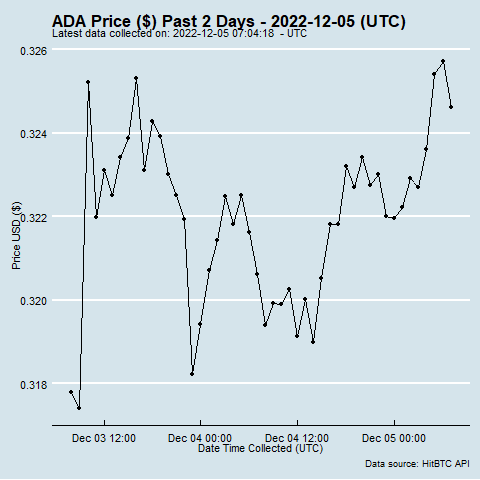 ADA Price ($) Past 2 Days - 2022-12-05 (UTC)
Latest data collected on: 2022-12-05 07:04:18 - UTC
0.326
0.324
0.322
0.320
0.318
Price USD ($)
Dec 03 12:00 Dec 04 00:00 Dec 04 12:00 Dec 05 00:00
Date Time Collected (UTC)
Data source: HitBTC API